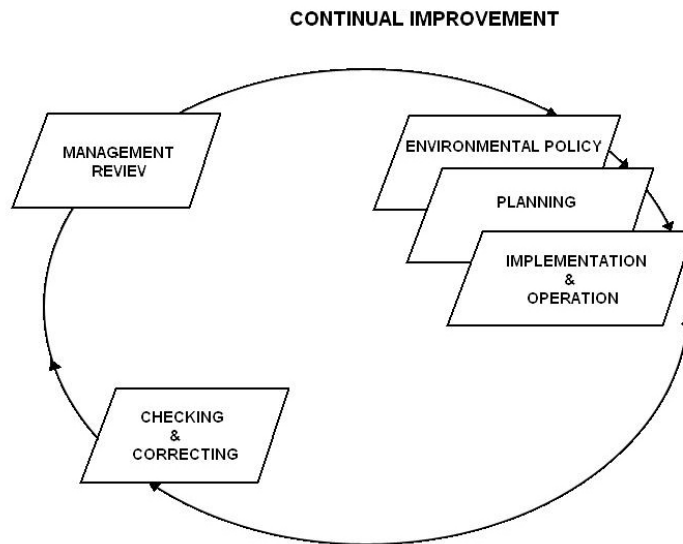 CONTINUAL IMPROVEMENT
ENVIRONMENTAL POLICY
PLANNING
IMPLEMENTATION
&
OPERATION
CHECKING
&
CORRECTING
MANAGEMENT
REVIEV